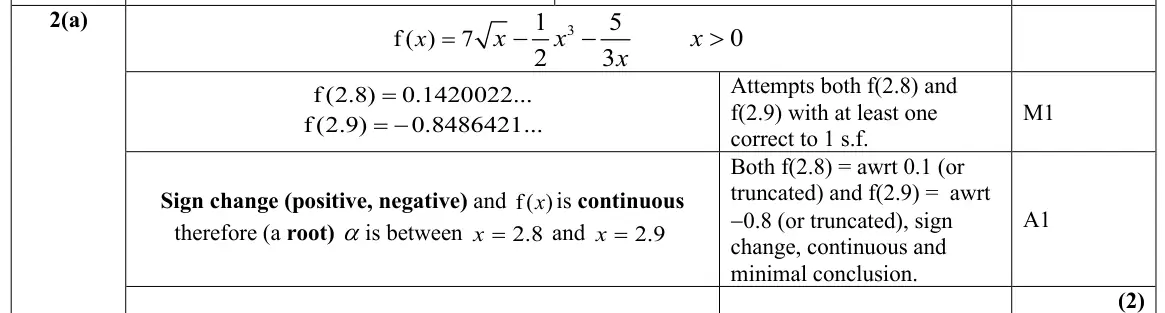 2(a)
f(x) = 7√x − 1/2 x³ − 5/3x    x > 0
f(2.8) = 0.1420022...
f(2.9) = −0.8486421...
Attempts both f(2.8) and
f(2.9) with at least one
correct to 1 s.f.
M1
Sign change (positive, negative) and f(x) is continuous
therefore (a root) α is between x = 2.8 and x = 2.9
Both f(2.8) = awrt 0.1 (or
truncated) and f(2.9) = awrt
−0.8 (or truncated), sign
change, continuous and
minimal conclusion.
A1
(2)